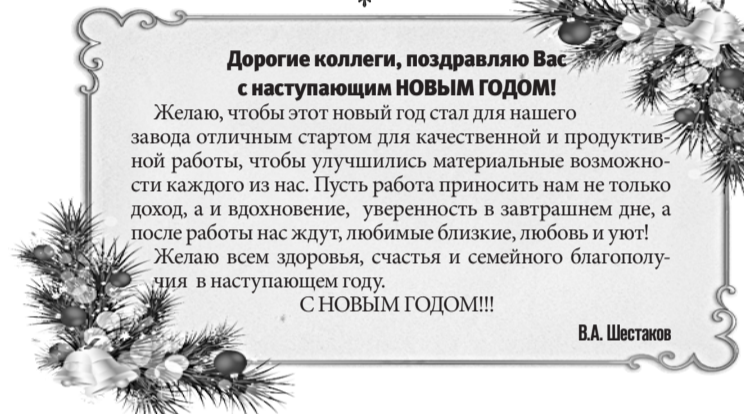 *
Дорогие коллеги, поздравляю Вас
с наступающим НОВЫМ ГОДОМ!
Желаю, чтобы этот новый год стал для нашего
завода отличным стартом для качественной и продуктив-
ной работы, чтобы улучшились материальные возможно-
сти каждого из нас. Пусть работа приносить нам не только
доход, а и вдохновение, уверенность в завтрашнем дне, а
после работы нас ждут, любимые близкие, любовь и уют!
Желаю всем здоровья, счастья и семейного благополу-
чия в наступающем году.
С НОВЫМ ГОДОМ!!!
В.А. Шестаков